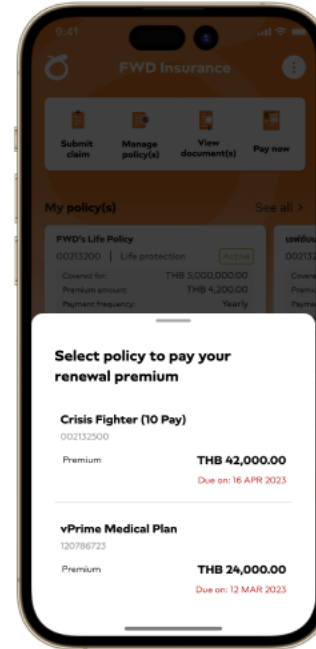 9:41
FWD Insurance
Submit claim
Manage policy(s)
View document(s)
Pay now
My policy(s)
See all >
FWD's Life Policy
00213200 | Life protection
Active
Covered for: THB 5,000,000.00
Premium amount: THB 4,200.00
Payment frequency: Yearly
Select policy to pay your
renewal premium
Crisis Fighter (10 Pay)
002132500
Premium THB 42,000.00
Due on: 16 APR 2023
vPrime Medical Plan
120786723
Premium THB 24,000.00
Due on: 12 MAR 2023